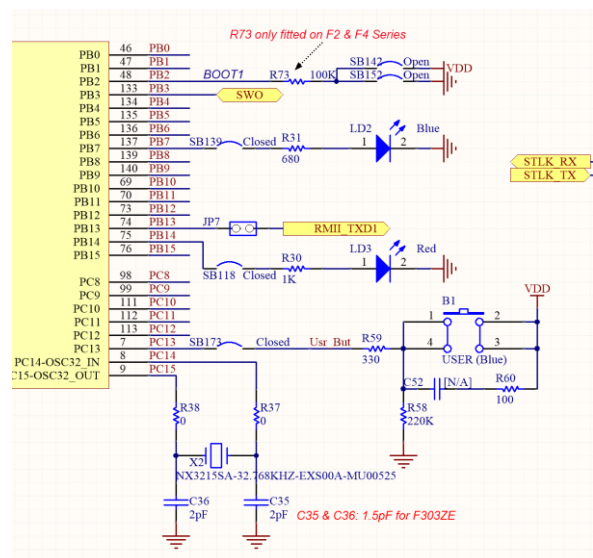 R73 only fitted on F2 & F4 Series
PB0 46 PB0
PB1 47 PB1
PB2 48 PB2 BOOT1 R73 100K SB142 Open VDD
SB152 Open
PB3 133 PB3 SWO
PB4 134 PB4
PB5 135 PB5
PB6 136 PB6
PB7 137 PB7 SB139 Closed R31 680 LD2 1 2 Blue
PB8 139 PB8
PB9 140 PB9
PB10 69 PB10
PB11 70 PB11
PB12 73 PB12
PB13 74 PB13 JP7 RMII_TXD1
PB14 75 PB14 SB118 Closed R30 1K LD3 1 2 Red
PB15 76 PB15
STLK_RX
STLK_TX
PC8 98 PC8
PC9 99 PC9
PC10 111 PC10
PC11 112 PC11
PC12 113 PC12
PC13 7 PC13 SB173 Closed Usr_But R59 330
PC14-OSC32_IN 8 PC14
C15-OSC32_OUT 9 PC15
VDD
B1
1 2
4 3
USER (Blue)
C52 [N/A] R60 100
R58 220K
R38 0
R37 0
X2
NX3215SA-32.768KHZ-EXS00A-MU00525
C36 2pF
C35 2pF
C35 & C36: 1.5pF for F303ZE